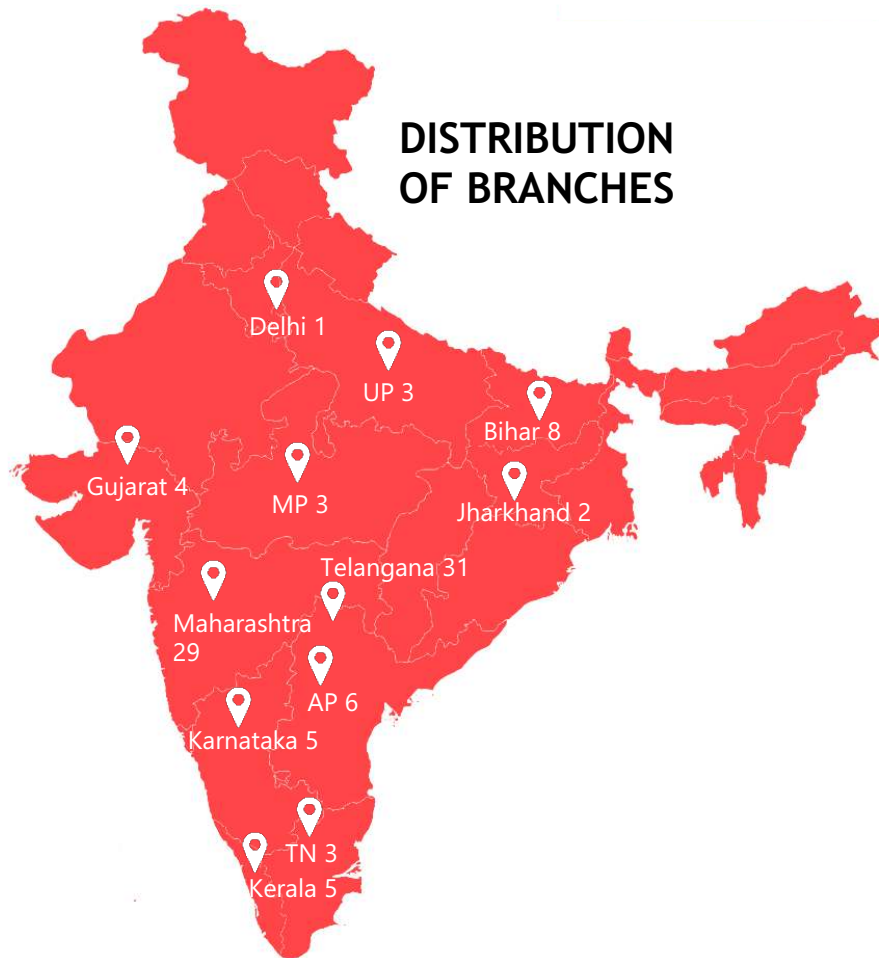 DISTRIBUTION
OF BRANCHES
Delhi 1
UP 3
Bihar 8
Gujarat 4
MP 3
Jharkhand 2
Telangana 31
Maharashtra
29
AP 6
Karnataka 5
TN 3
Kerala 5